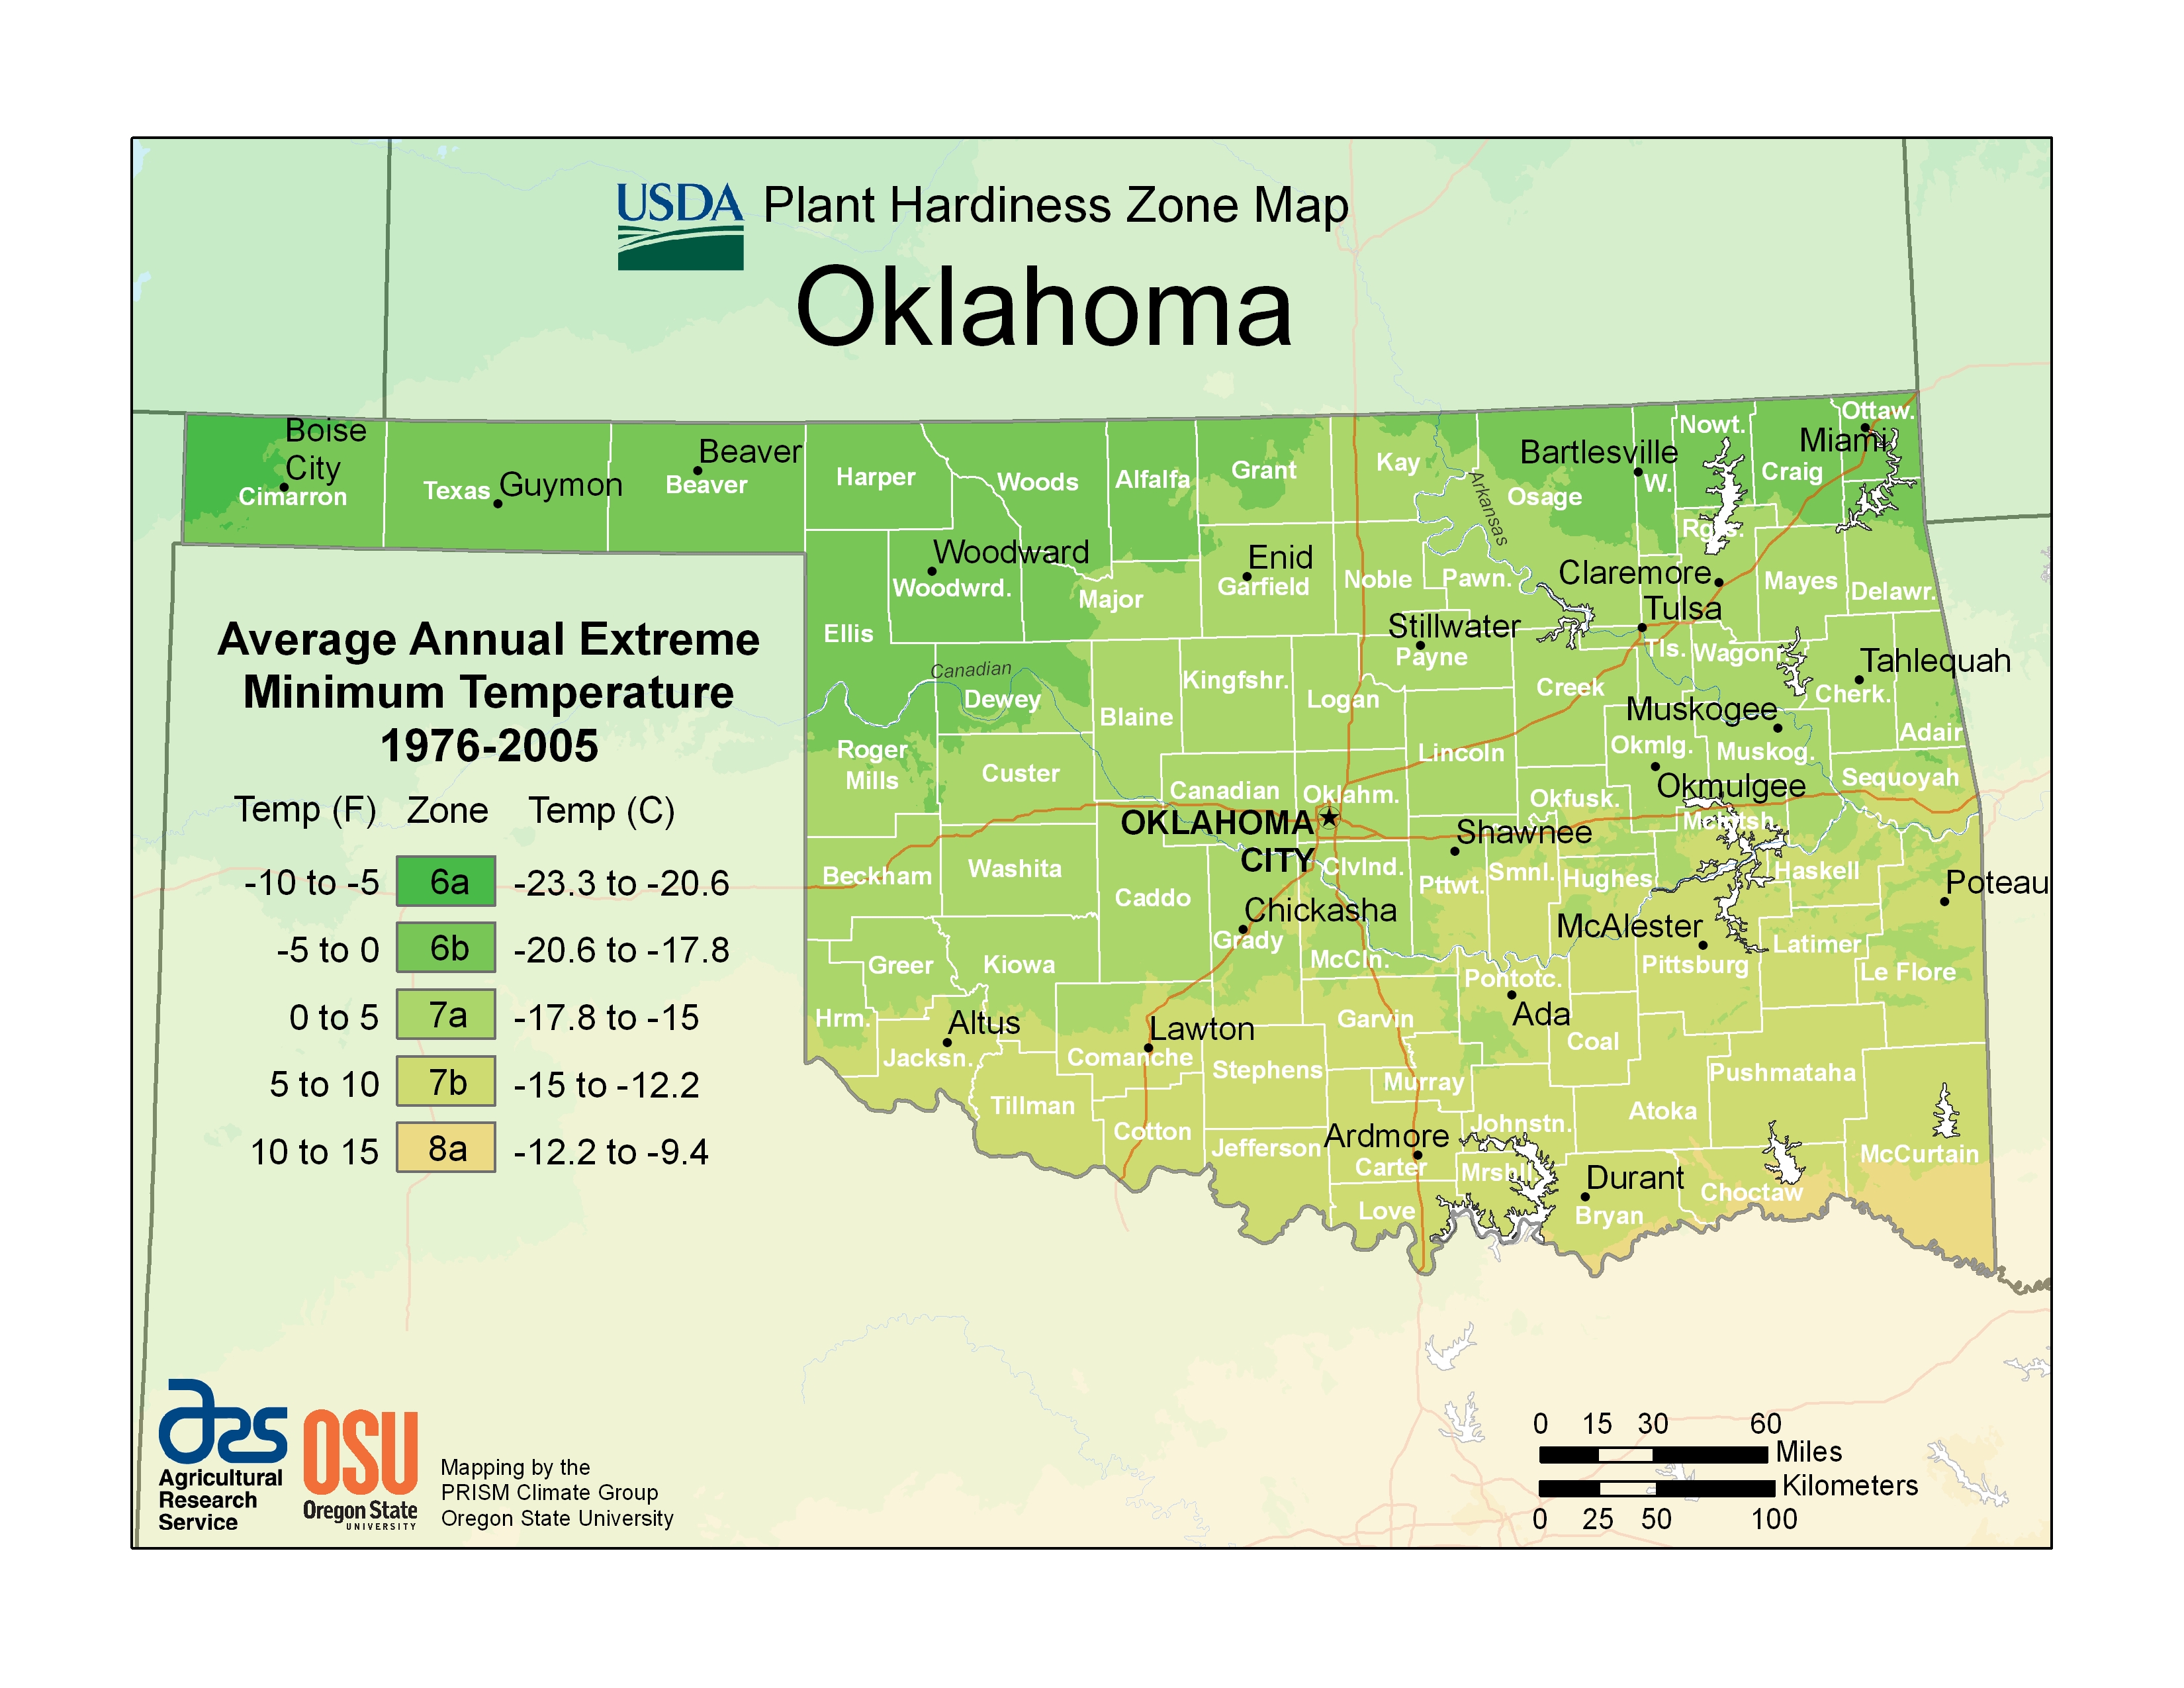 USDA Plant Hardiness Zone Map
Oklahoma
Average Annual Extreme
Minimum Temperature
1976-2005
Temp (F) Zone Temp (C)
-10 to -5 6a -23.3 to -20.6
-5 to 0 6b -20.6 to -17.8
0 to 5 7a -17.8 to -15
5 to 10 7b -15 to -12.2
10 to 15 8a -12.2 to -9.4
Boise
City
Cimarron
Texas
Guymon
Beaver
Beaver
Harper
Woods
Alfalfa
Grant
Kay
Arkansas
Osage
Bartlesville
W.
Nowt.
Craig
Ottaw.
Miami
Rgrs.
Woodward
Woodwrd.
Ellis
Major
Enid
Garfield
Noble
Pawn.
Claremore
Tulsa
Tls.
Mayes
Delawr.
Canadian
Dewey
Blaine
Kingfshr.
Logan
Stillwater
Payne
Creek
Wagonr.
Tahlequah
Cherk.
Adair
Roger
Mills
Custer
Canadian
Oklahm.
OKLAHOMA
CITY
Lincoln
Okfusk.
Okmlg.
Okmulgee
Muskogee
Muskog.
Sequoyah
McIntsh.
Beckham
Washita
Caddo
Chickasha
Grady
Clvlnd.
McCln.
Shawnee
Pttwt.
Smnl.
Hughes
Haskell
Poteau
McAlester
Pittsburg
Latimer
Le Flore
Greer
Kiowa
Hrm.
Altus
Jacksn.
Tillman
Lawton
Comanche
Cotton
Stephens
Jefferson
Garvin
Murray
Pontotc.
Ada
Coal
Johnstn.
Atoka
Pushmataha
McCurtain
Ardmore
Carter
Love
Mrshll.
Durant
Bryan
Choctaw
ars
Agricultural
Research
Service
OSU
Oregon State
UNIVERSITY
Mapping by the
PRISM Climate Group
Oregon State University
0 15 30 60
Miles
Kilometers
0 25 50 100